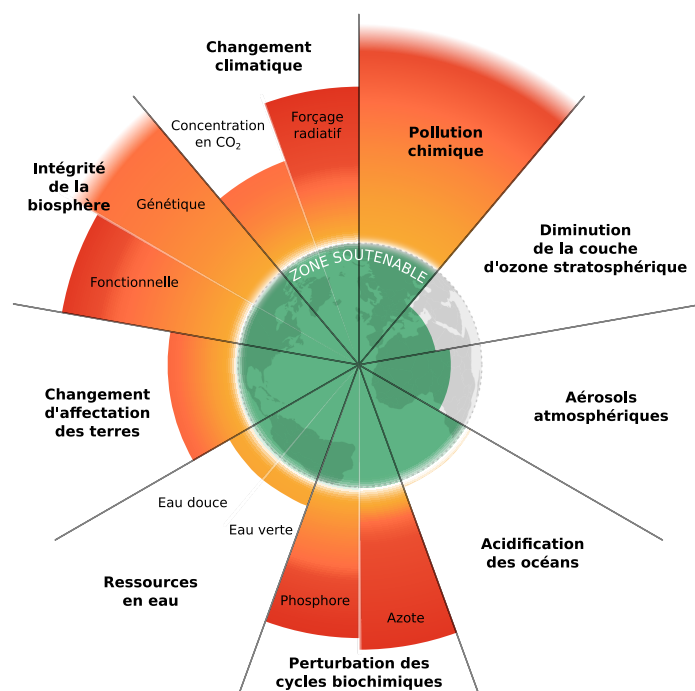 Changement
climatique
Concentration
en CO₂
Forçage
radiatif
Pollution
chimique
Intégrité
de la
biosphère
Génétique
Fonctionnelle
ZONE SOUTENABLE
Diminution
de la couche
d'ozone stratosphérique
Changement
d'affectation
des terres
Aérosols
atmosphériques
Eau douce
Eau verte
Ressources
en eau
Acidification
des océans
Phosphore
Azote
Perturbation des
cycles biochimiques